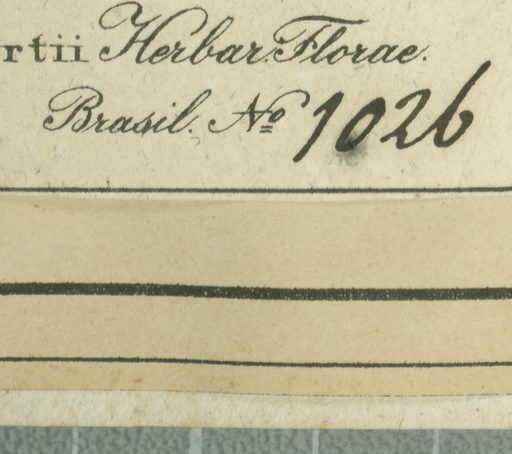 rtii Herbar. Florae.
Brasil. No 1026